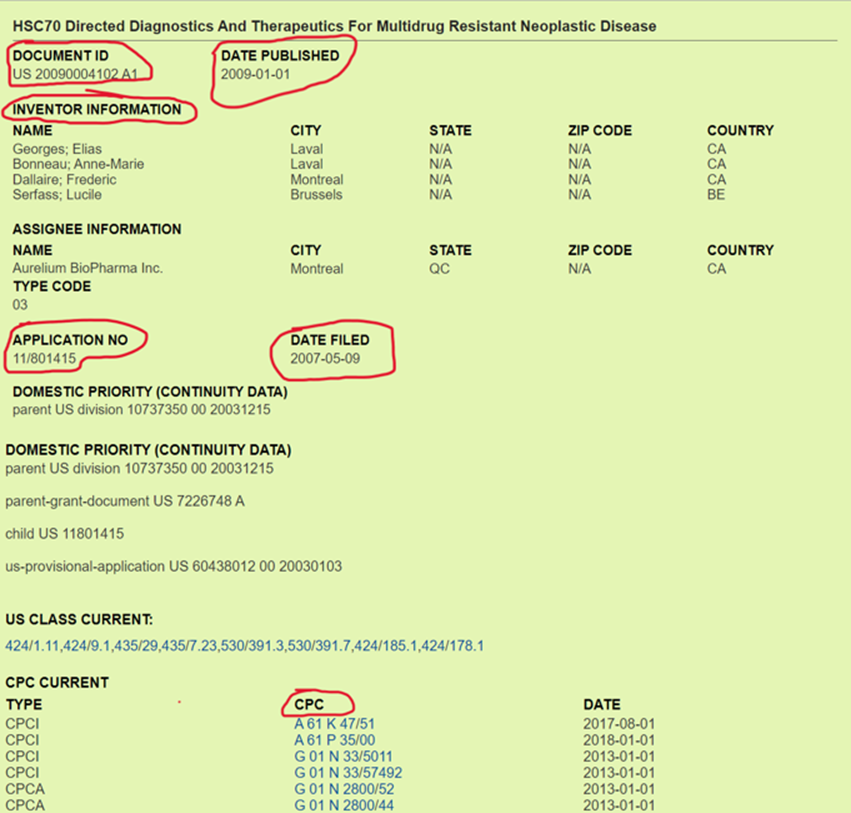 HSC70 Directed Diagnostics And Therapeutics For Multidrug Resistant Neoplastic Disease
DOCUMENT ID DATE PUBLISHED
US 20090004102 A1 2009-01-01
INVENTOR INFORMATION
NAME CITY STATE ZIP CODE COUNTRY
Georges; Elias Laval N/A N/A CA
Bonneau; Anne-Marie Laval N/A N/A CA
Dallaire; Frederic Montreal N/A N/A CA
Serfass; Lucile Brussels N/A N/A BE
ASSIGNEE INFORMATION
NAME CITY STATE ZIP CODE COUNTRY
Aurelium BioPharma Inc. Montreal QC N/A CA
TYPE CODE
03
APPLICATION NO DATE FILED
11/801415 2007-05-09
DOMESTIC PRIORITY (CONTINUITY DATA)
parent US division 10737350 00 20031215
DOMESTIC PRIORITY (CONTINUITY DATA)
parent US division 10737350 00 20031215
parent-grant-document US 7226748 A
child US 11801415
us-provisional-application US 60438012 00 20030103
US CLASS CURRENT:
424/1.11,424/9.1,435/29,435/7.23,530/391.3,530/391.7,424/185.1,424/178.1
CPC CURRENT
TYPE CPC DATE
CPCI A 61 K 47/51 2017-08-01
CPCI A 61 P 35/00 2018-01-01
CPCI G 01 N 33/5011 2013-01-01
CPCI G 01 N 33/57492 2013-01-01
CPCA G 01 N 2800/52 2013-01-01
CPCA G 01 N 2800/44 2013-01-01